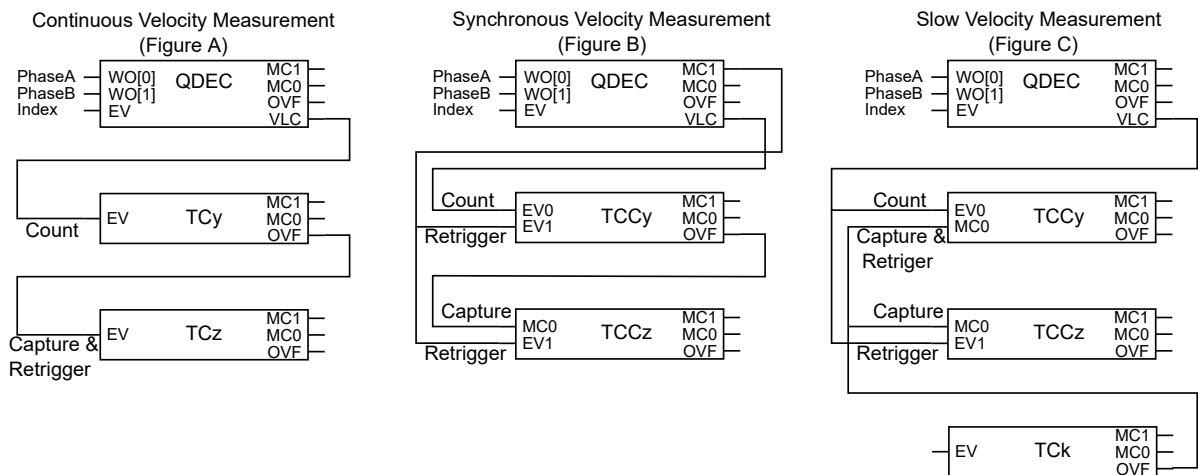 Continuous Velocity Measurement
(Figure A)
PhaseA
PhaseB
Index
WO[0]
WO[1]
EV
QDEC
MC1
MC0
OVF
VLC
Count
EV
TCy
MC1
MC0
OVF
Capture &
Retrigger
EV
TCz
MC1
MC0
OVF
Synchronous Velocity Measurement
(Figure B)
PhaseA
PhaseB
Index
WO[0]
WO[1]
EV
QDEC
MC1
MC0
OVF
VLC
Count
Retrigger
EV0
EV1
TCCy
MC1
MC0
OVF
Capture
Retrigger
MC0
EV1
TCCz
MC1
MC0
OVF
Slow Velocity Measurement
(Figure C)
PhaseA
PhaseB
Index
WO[0]
WO[1]
EV
QDEC
MC1
MC0
OVF
VLC
Count
Capture &
Retriger
EV0
MC0
TCCy
MC1
MC0
OVF
Capture
Retrigger
MC0
EV1
TCCz
MC1
MC0
OVF
EV
TCk
MC1
MC0
OVF